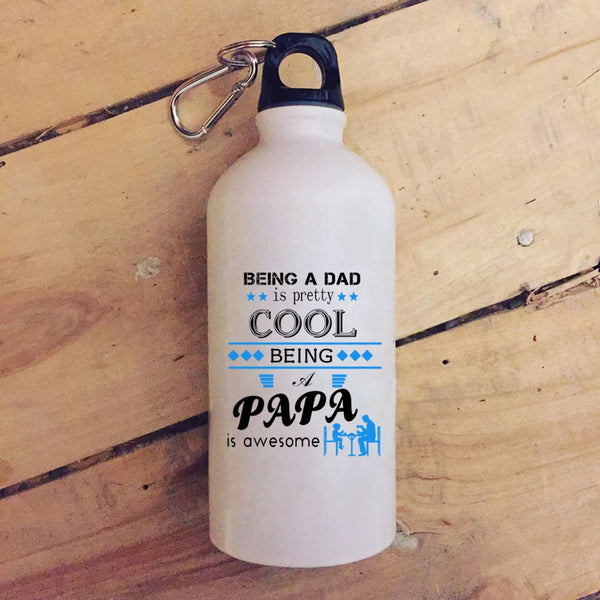 BEING A DAD
is pretty
COOL
BEING
A
PAPA
is awesome